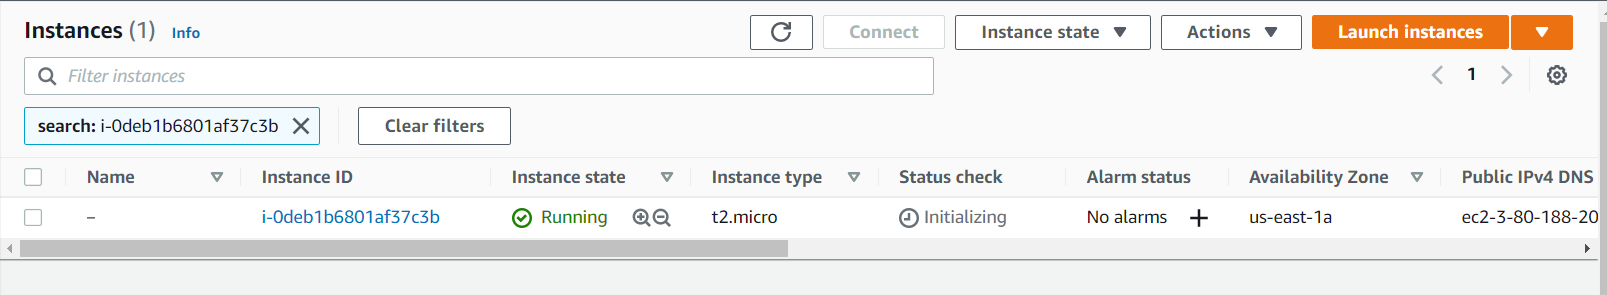 Instances (1) Info Connect Instance state Actions Launch instances
Filter instances 1
search: i-0deb1b6801af37c3b Clear filters
Name Instance ID Instance state Instance type Status check Alarm status Availability Zone Public IPv4 DNS
– i-0deb1b6801af37c3b Running t2.micro Initializing No alarms + us-east-1a ec2-3-80-188-20